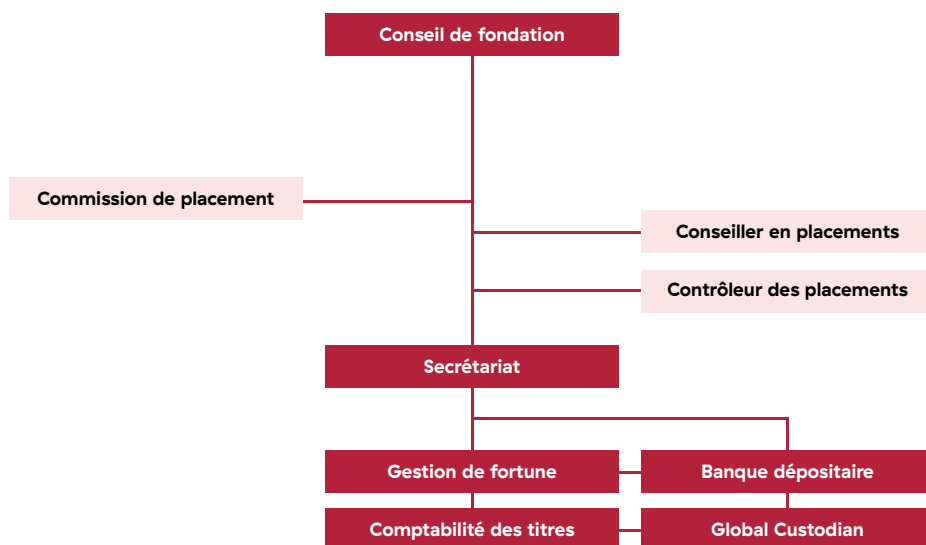 Conseil de fondation
Commission de placement
Conseiller en placements
Contrôleur des placements
Secrétariat
Gestion de fortune
Banque dépositaire
Comptabilité des titres
Global Custodian